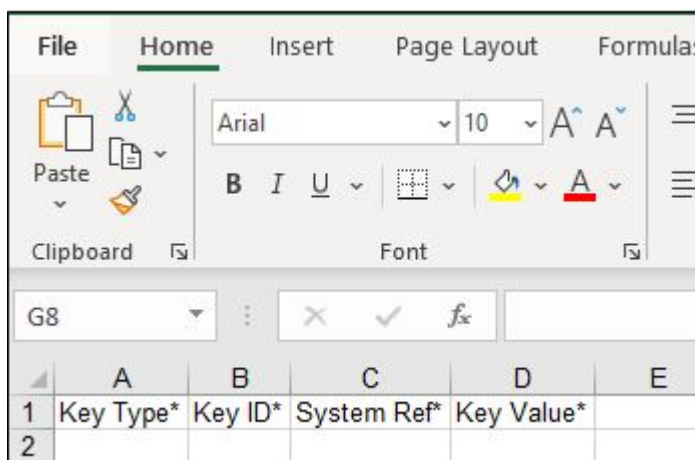 File Home Insert Page Layout Formulas
Arial 10 A A
Paste B I U A
Clipboard Font
G8 fx
A B C D E
1 Key Type* Key ID* System Ref* Key Value*
2